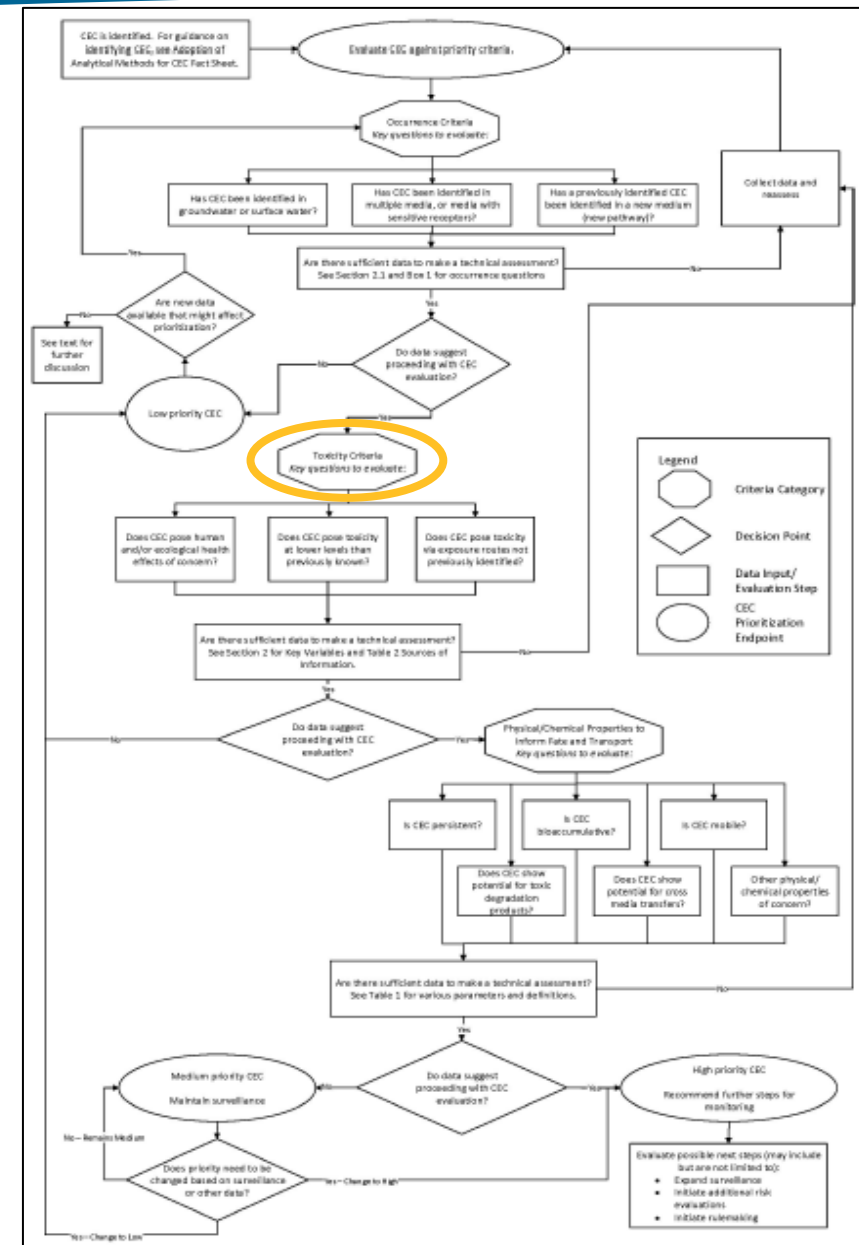 CEC is identified. For guidance on
identifying CEC, see Adoption of
Analytical Methods for CEC Fact Sheet.
Evaluate CEC against priority criteria.
Occurrence Criteria
Key questions to evaluate:
Has CEC been identified in
groundwater or surface water?
Has CEC been identified in
multiple media, or media with
sensitive receptors?
Has a previously identified CEC
been identified in a new medium
(new pathway)?
Collect data and
reassess
Are there sufficient data to make a technical assessment?
See Section 2.1 and Box 1 for occurrence questions
No
Yes
Yes
Are new data
available that might affect
prioritization?
No
See text for
further
discussion
Do data suggest
proceeding with CEC
evaluation?
No
Low priority CEC
Yes
Toxicity Criteria
Key questions to evaluate:
Does CEC pose human
and/or ecological health
effects of concern?
Does CEC pose toxicity
at lower levels than
previously known?
Does CEC pose toxicity
via exposure routes not
previously identified?
Legend
Criteria Category
Decision Point
Data Input/
Evaluation Step
CEC
Prioritization
Endpoint
Are there sufficient data to make a technical assessment?
See Section 2 for Key Variables and Table 2 Sources of
Information.
No
Yes
Do data suggest
proceeding with CEC
evaluation?
No
Yes
Physical/Chemical Properties to
Inform Fate and Transport
Key questions to evaluate:
Is CEC persistent?
Is CEC
bioaccumulative?
Is CEC mobile?
Does CEC show
potential for toxic
degradation
products?
Does CEC show
potential for cross
media transfers?
Other physical/
chemical properties
of concern?
Are there sufficient data to make a technical assessment?
See Table 1 for various parameters and definitions.
No
Yes
Medium priority CEC
Maintain surveillance
No
Do data suggest
proceeding with CEC
evaluation?
Yes
High priority CEC
Recommend further steps for
monitoring
No—Remains Medium
Does priority need to be
changed based on surveillance
or other data?
Yes—Change to High
Evaluate possible next steps (may include
but are not limited to):
• Expand surveillance
• Initiate additional risk
evaluations
• Initiate rulemaking
Yes—Change to Low